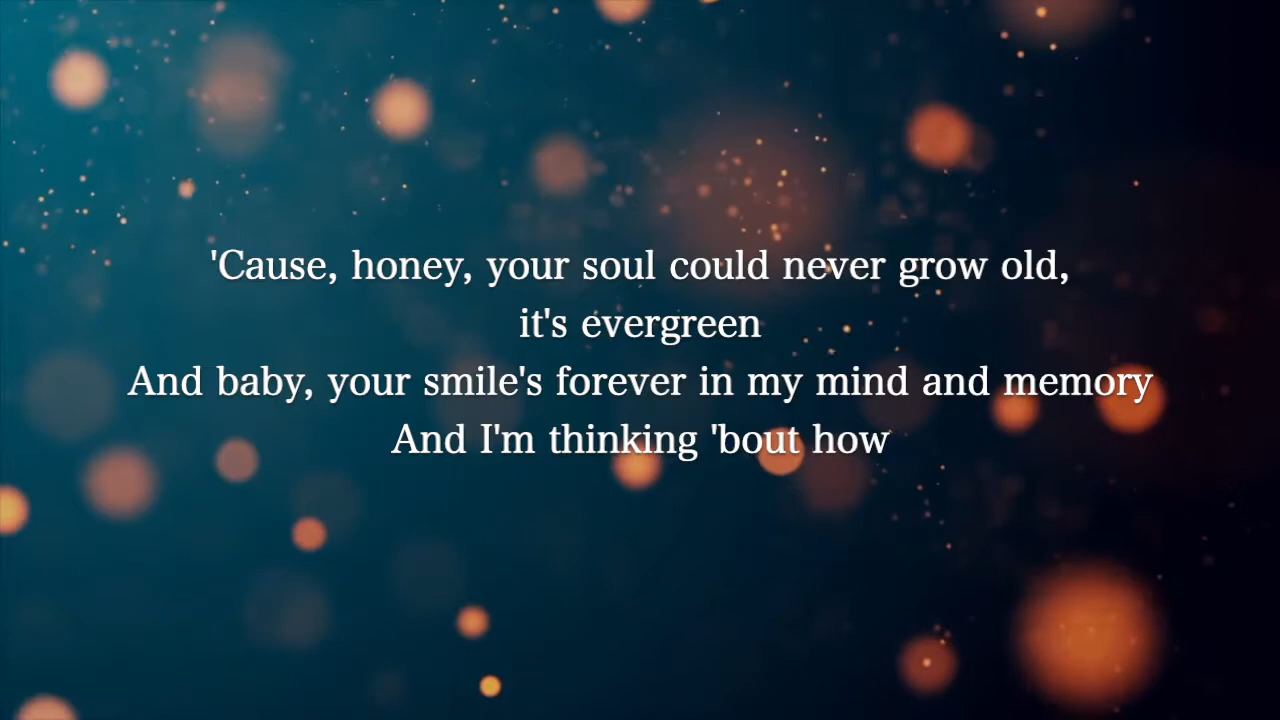 'Cause, honey, your soul could never grow old,
it's evergreen
And baby, your smile's forever in my mind and memory
And I'm thinking 'bout how